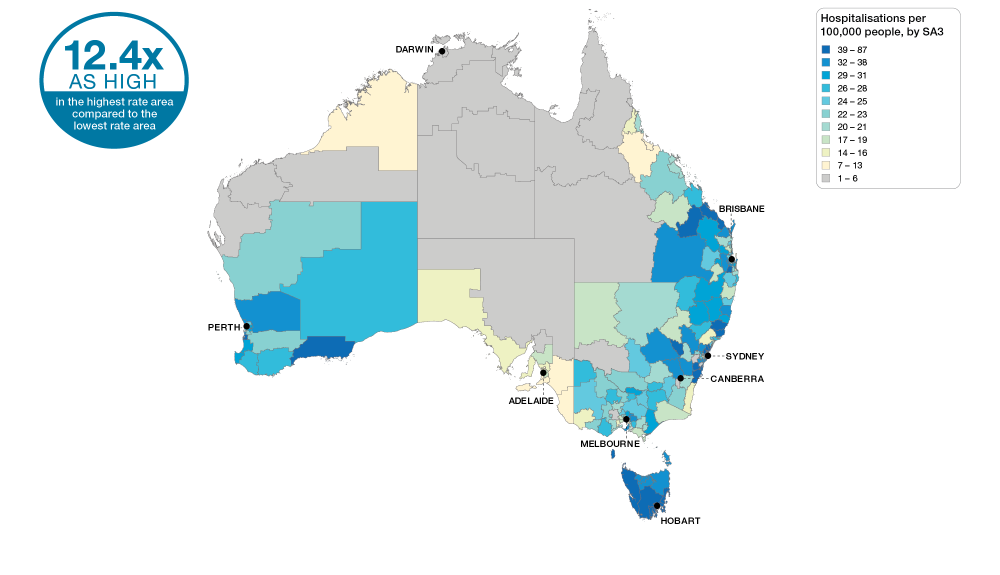 12.4x
AS HIGH
in the highest rate area
compared to the
lowest rate area
Hospitalisations per
100,000 people, by SA3
39 – 87
32 – 38
29 – 31
26 – 28
24 – 25
22 – 23
20 – 21
17 – 19
14 – 16
7 – 13
1 – 6
DARWIN
BRISBANE
PERTH
SYDNEY
CANBERRA
ADELAIDE
MELBOURNE
HOBART